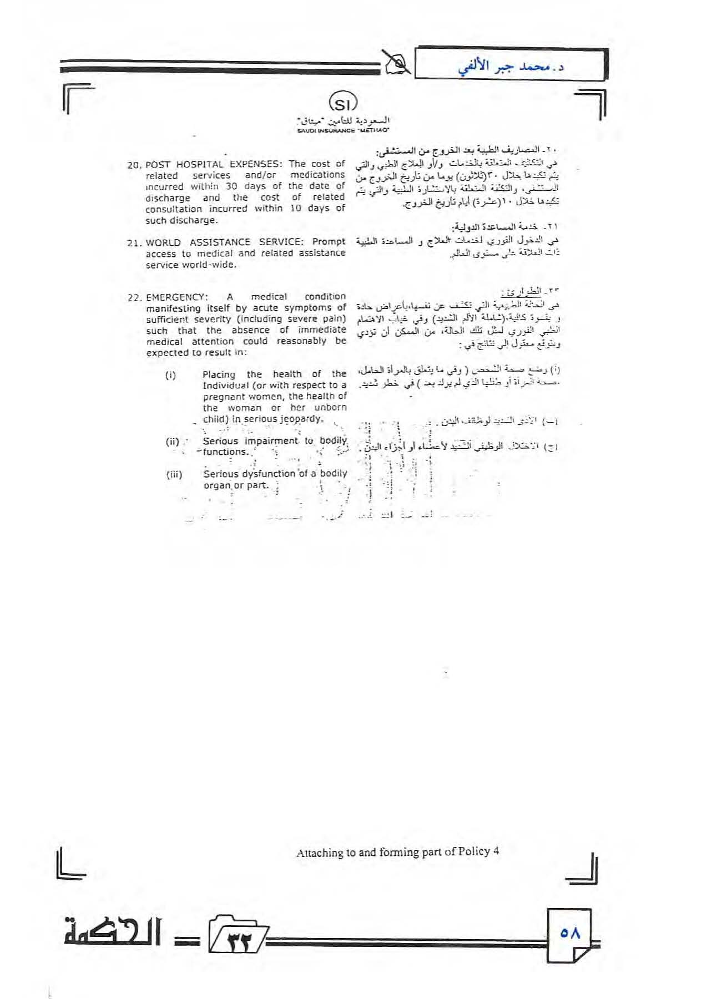 د. محمد جبر الألفي
SI
السعودية للتأمين "ميثاق"
SAUDI INSURANCE "METHAQ"
20. POST HOSPITAL EXPENSES: The cost of
related services and/or medications
incurred within 30 days of the date of
discharge and the cost of related
consultation incurred within 10 days of
such discharge.
٢٠- المصاريف الطبية بعد الخروج من المستشفى:
هي التكاليف المتعلقة بالخدمات و/أو العلاج الطبي والتي
يتم تكبدها خلال ٣٠(ثلاثون) يوما من تاريخ الخروج من
المستشفى، والتكلفة المتعلقة بالاستشارة الطبية والتي يتم
تكبدها خلال ١٠(عشرة) أيام تاريخ الخروج.
21. WORLD ASSISTANCE SERVICE: Prompt
access to medical and related assistance
service world-wide.
٢١- خدمة المساعدة الدولية:
هي الدخول الفوري لخدمات العلاج و المساعدة الطبية
ذات العلاقة على مستوى العالم.
22. EMERGENCY: A medical condition
manifesting itself by acute symptoms of
sufficient severity (including severe pain)
such that the absence of immediate
medical attention could reasonably be
expected to result in:
الطوارئ:
هي الحالة الطبيعية التي تكشف عن نفسها، بأعراض حادة
و بقسوة كافية،(شاملة الألم الشديد) وفي غياب الاهتمام
الطبي الفوري لمثل تلك الحالة، من الممكن أن تؤدي
وبتوقع معقول إلى نتائج في:
(i) Placing the health of the
Individual (or with respect to a
pregnant women, the health of
the woman or her unborn
child) in serious jeopardy.
(أ) وضع صحة الشخص ( وفي ما يتعلق بالمرأة الحامل،
صحة المرأة أو طفلها الذي لم يولد بعد ) في خطر شديد.
(ii) Serious impairment to bodily
functions.
(ب) الأذى الشديد لوظائف البدن .
(iii) Serious dysfunction of a bodily
organ or part.
(ج) الاختلال الوظيفي الشديد لأعضاء أو أجزاء البدن .
Attaching to and forming part of Policy 4
الحكمة
٣٢
٥٨